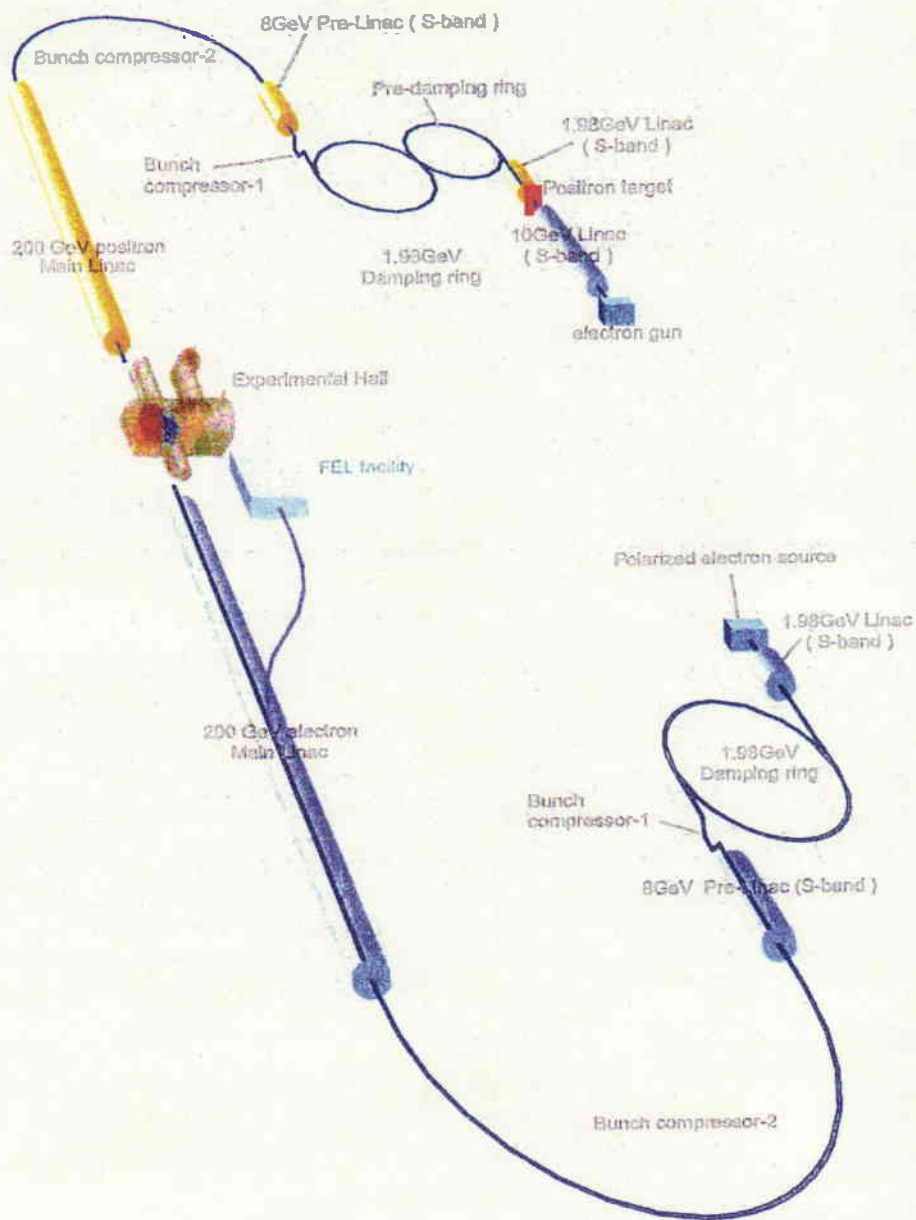 8GeV Pre-Linac ( S-band )
Bunch compressor-2
Pre-damping ring
1.98GeV Linac
( S-band )
Bunch
compressor-1
Positron target
200 GeV positron
Main Linac
1.98GeV
Damping ring
10GeV Linac
( S-band )
electron gun
Experimental Hall
FEL facility
Polarized electron source
1.98GeV Linac
( S-band )
200 GeV electron
Main Linac
1.98GeV
Damping ring
Bunch
compressor-1
8GeV Pre-Linac (S-band )
Bunch compressor-2